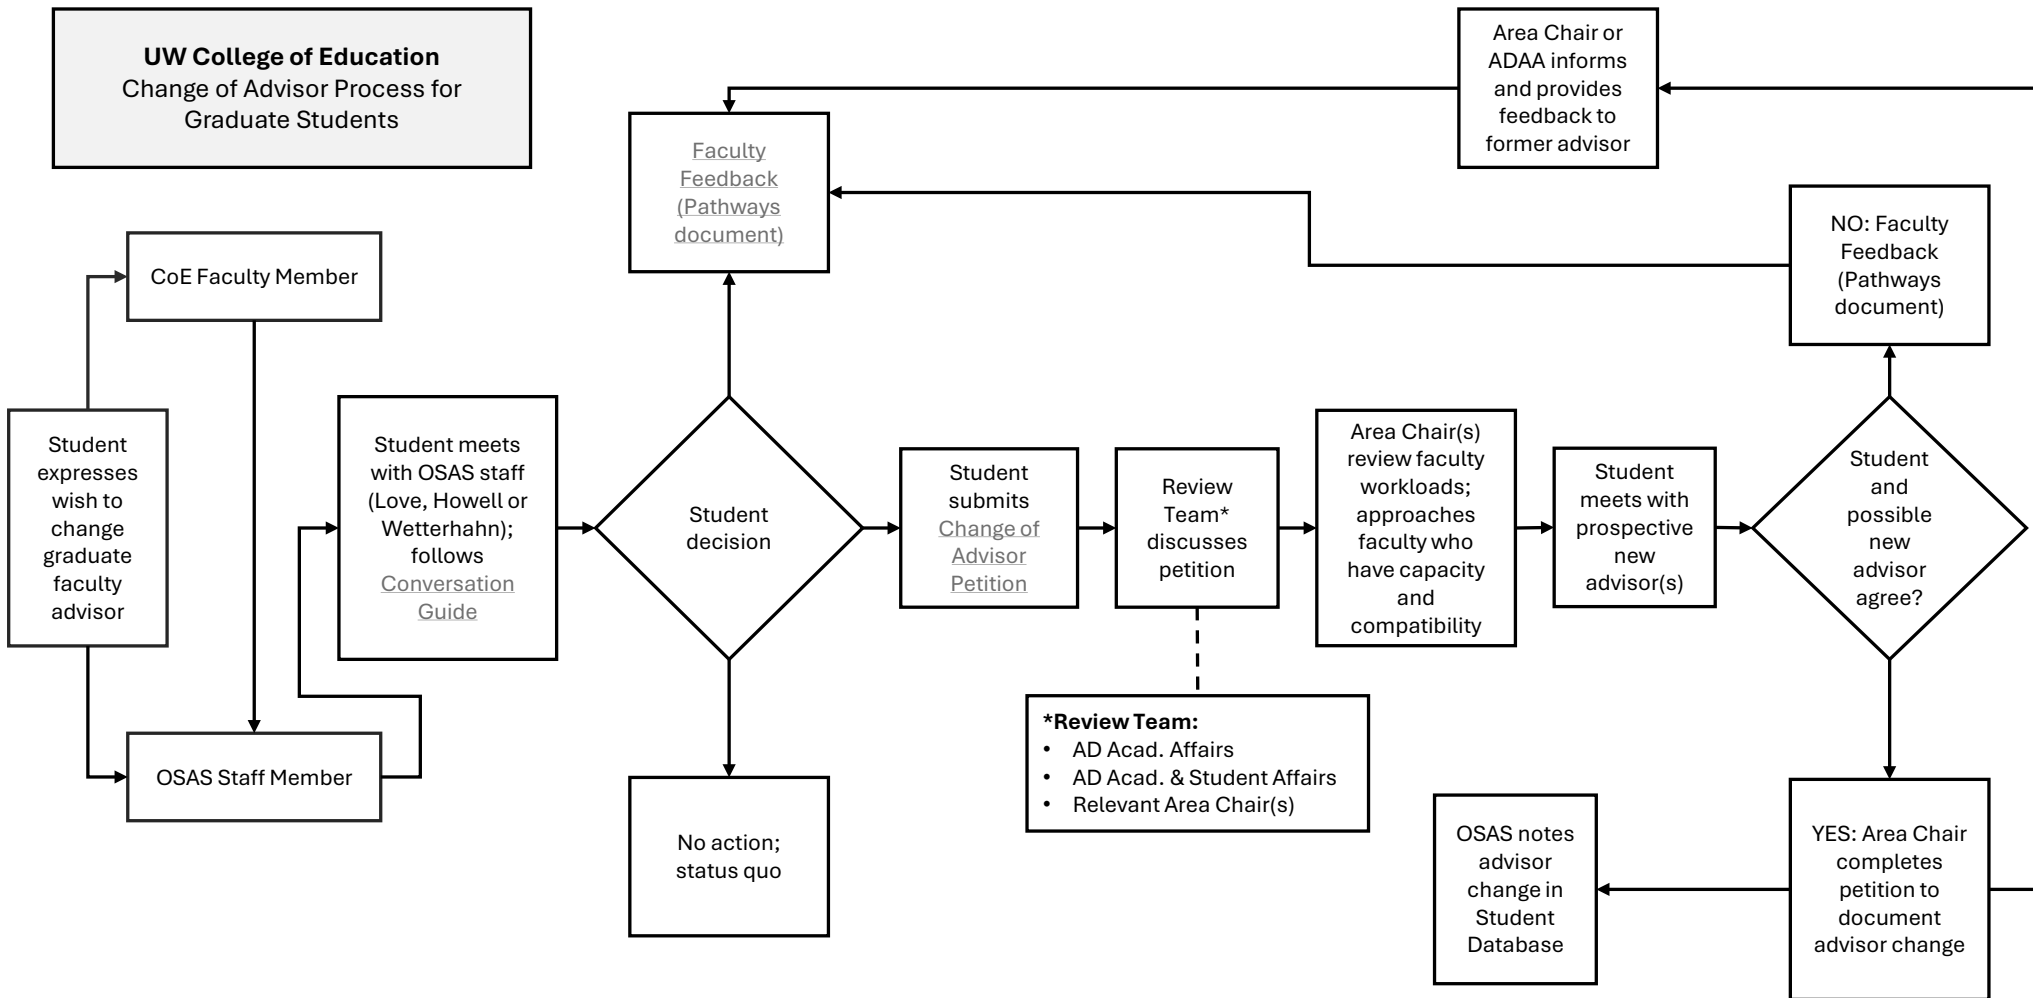 UW College of Education
Change of Advisor Process for
Graduate Students
Area Chair or
ADAA informs
and provides
feedback to
former advisor
Faculty
Feedback
(Pathways
document)
NO: Faculty
Feedback
(Pathways
document)
CoE Faculty Member
Student
expresses
wish to
change
graduate
faculty
advisor
OSAS Staff Member
Student meets
with OSAS staff
(Love, Howell or
Wetterhahn);
follows
Conversation
Guide
Student
decision
No action;
status quo
Student
submits
Change of
Advisor
Petition
Review
Team*
discusses
petition
*Review Team:
• AD Acad. Affairs
• AD Acad. & Student Affairs
• Relevant Area Chair(s)
Area Chair(s)
review faculty
workloads;
approaches
faculty who
have capacity
and
compatibility
Student
meets with
prospective
new
advisor(s)
Student
and
possible
new
advisor
agree?
YES: Area Chair
completes
petition to
document
advisor change
OSAS notes
advisor
change in
Student
Database